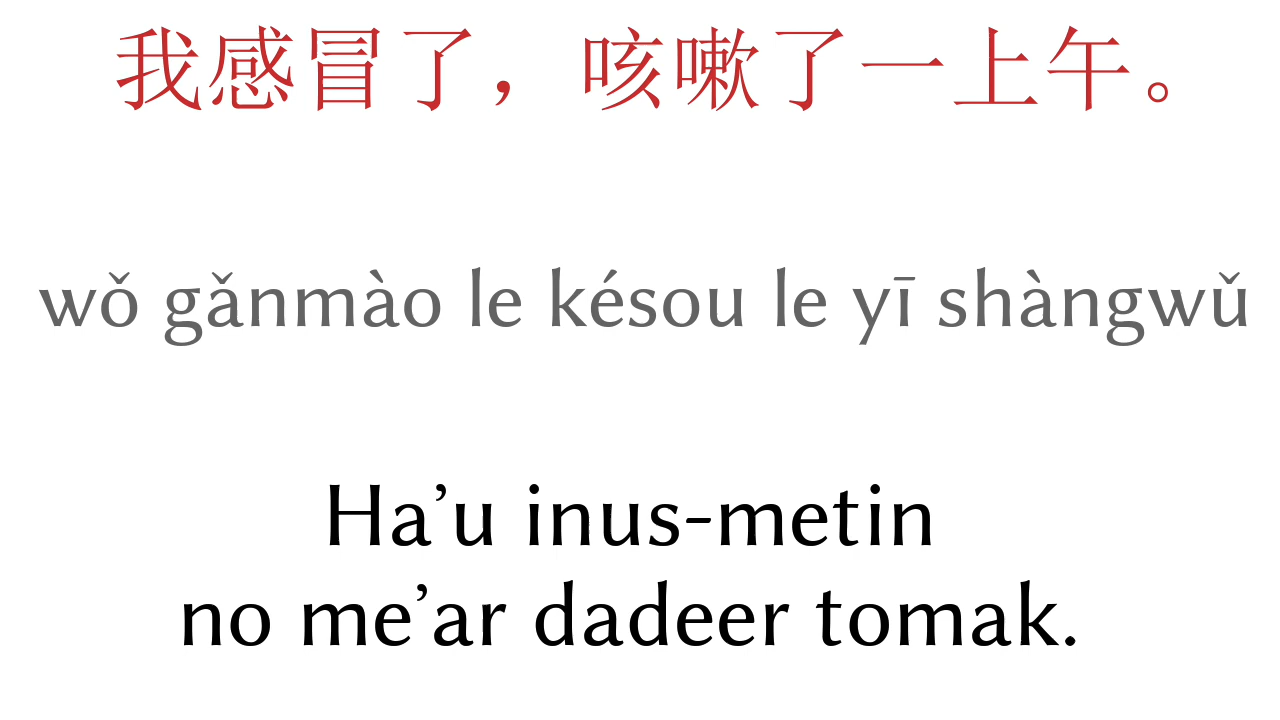 我感冒了，咳嗽了一上午。
wǒ gǎnmào le késou le yī shàngwǔ
Ha’u inus-metin
no me’ar dadeer tomak.